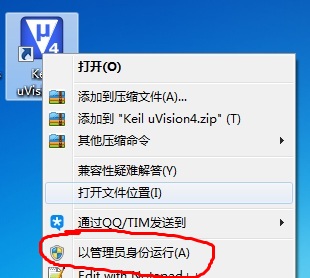 μ
4
Keil
uVis
打开(O)
添加到压缩文件(A)...
添加到 "Keil uVision4.zip" (T)
其他压缩命令
兼容性疑难解答(Y)
打开文件位置(I)
通过QQ/TIM发送到
以管理员身份运行(A)
Edit with Notepad++